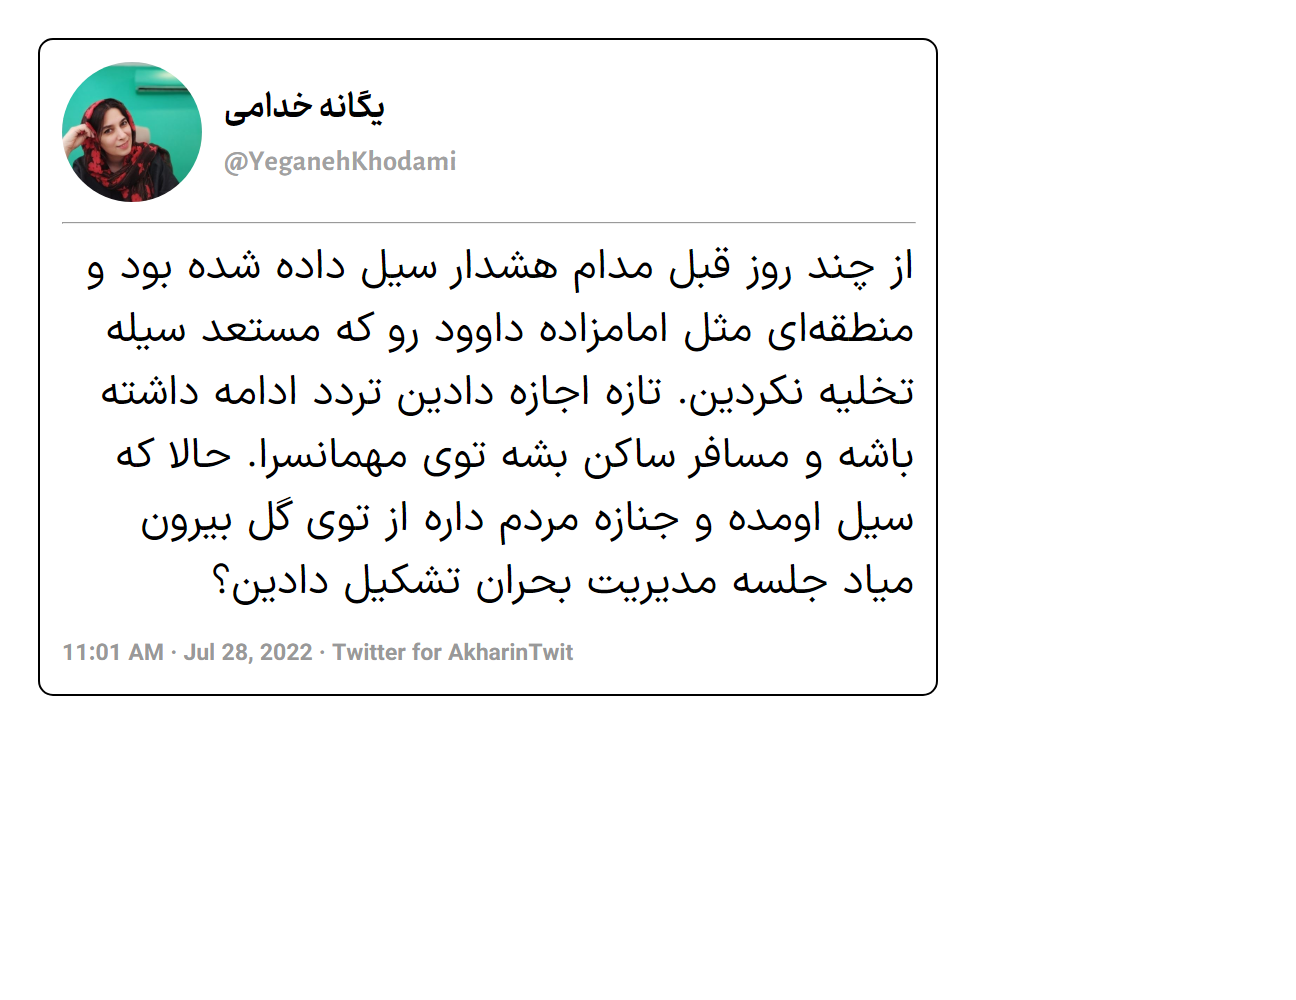 یگانه خدامی
@YeganehKhodami
از چند روز قبل مدام هشدار سیل داده شده بود و
منطقه‌ای مثل امامزاده داوود رو که مستعد سیله
تخلیه نکردین. تازه اجازه دادین تردد ادامه داشته
باشه و مسافر ساکن بشه توی مهمانسرا. حالا که
سیل اومده و جنازه مردم داره از توی گل بیرون
میاد جلسه مدیریت بحران تشکیل دادین؟
11:01 AM · Jul 28, 2022 · Twitter for AkharinTwit